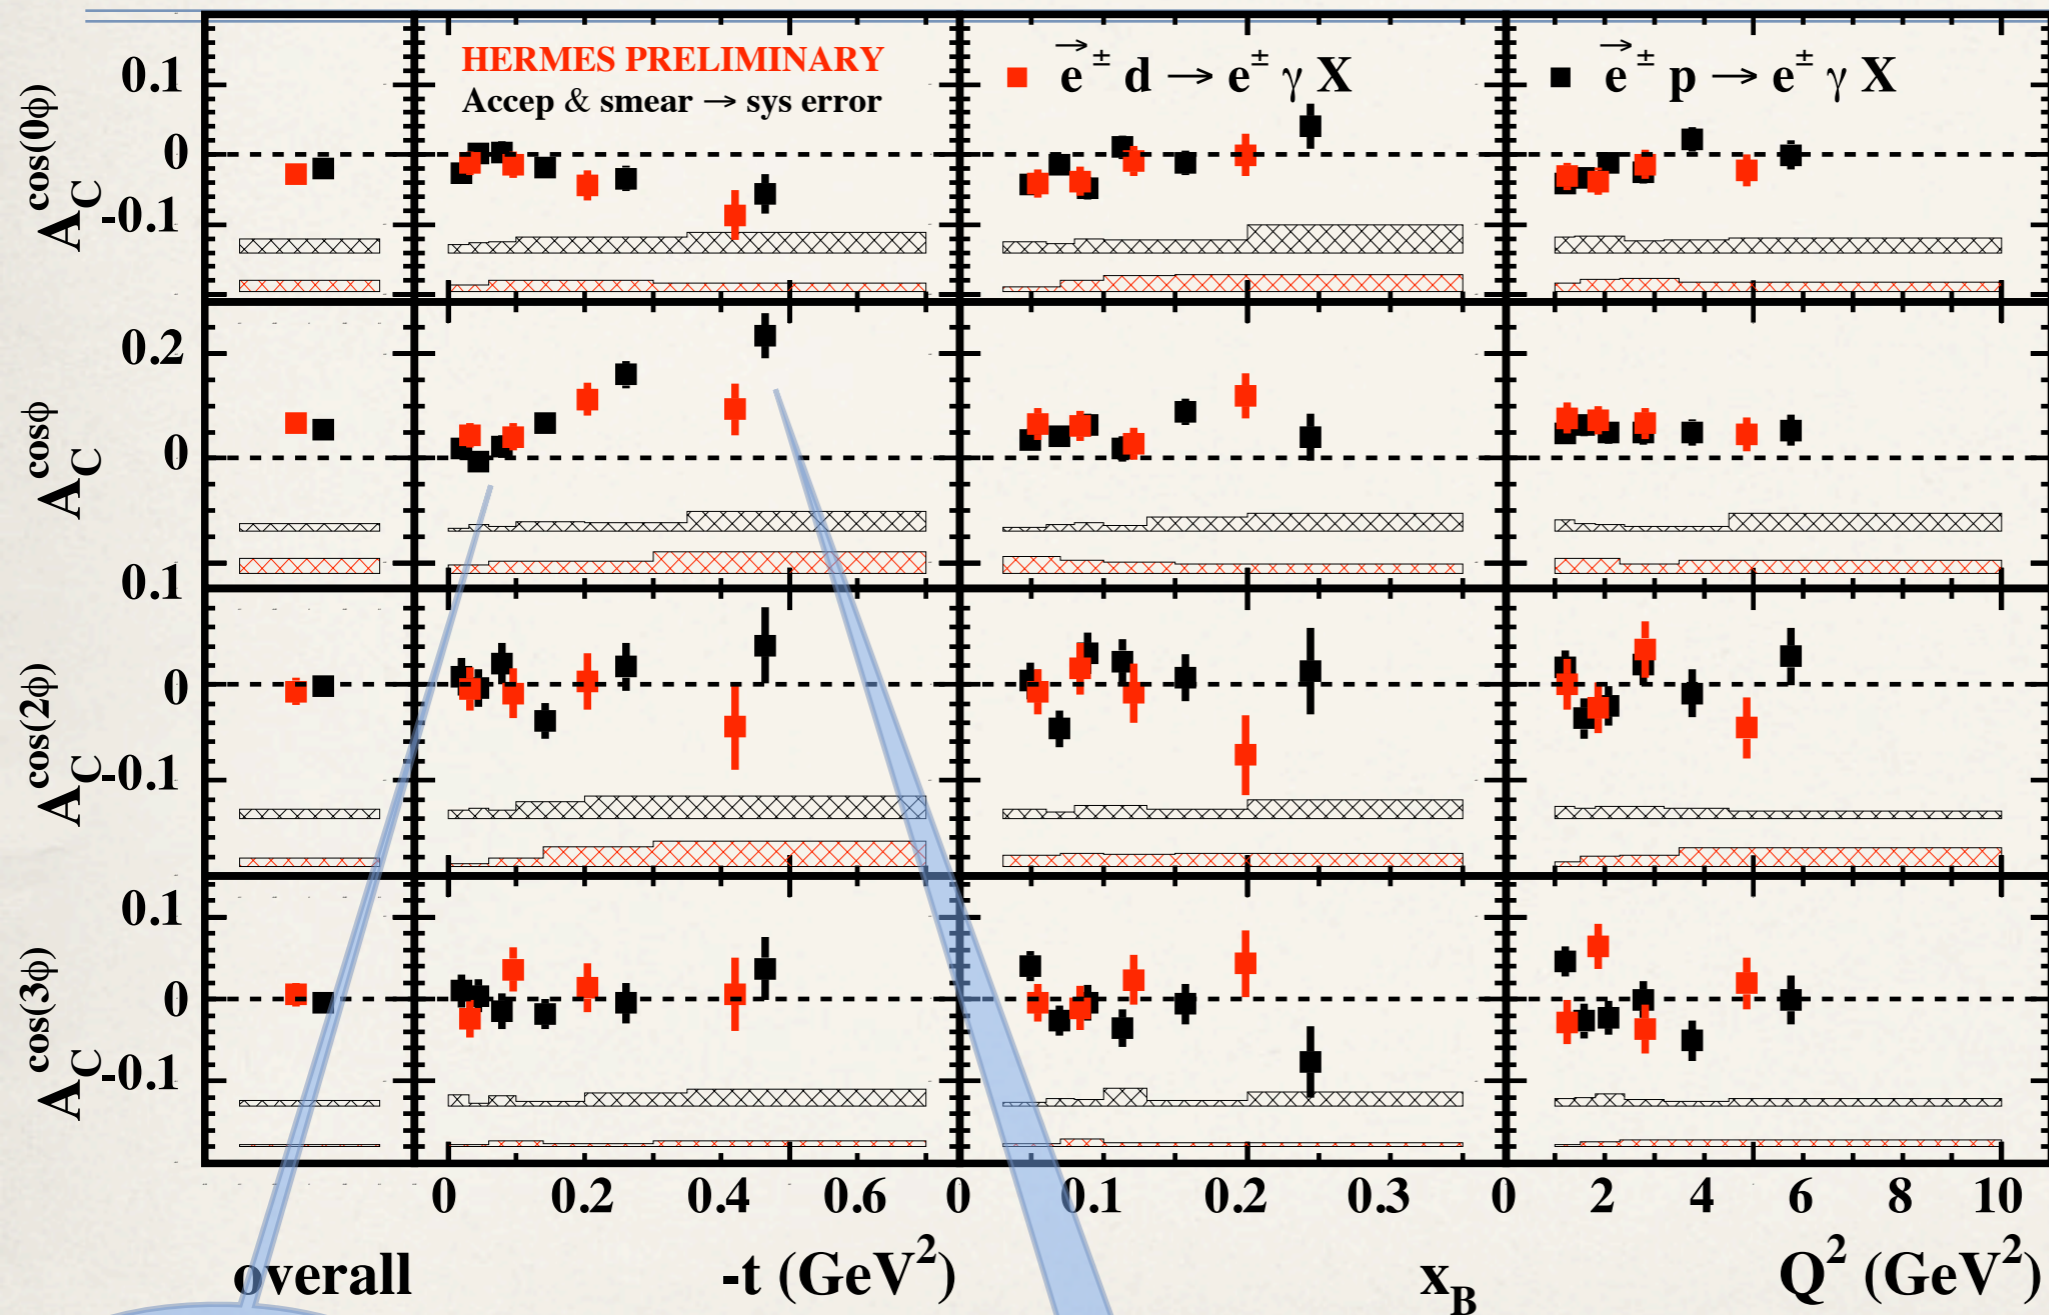 HERMES PRELIMINARY
Accep & smear → sys error
e± d → e± γ X
e± p → e± γ X
A_C^cos(0ϕ)
0.1
0
-0.1
A_C^cosϕ
0.2
0
A_C^cos(2ϕ)
0.1
0
-0.1
A_C^cos(3ϕ)
0.1
0
-0.1
0 0.2 0.4 0.6 0 0.1 0.2 0.3 0 2 4 6 8 10
overall -t (GeV²) x_B Q² (GeV²)